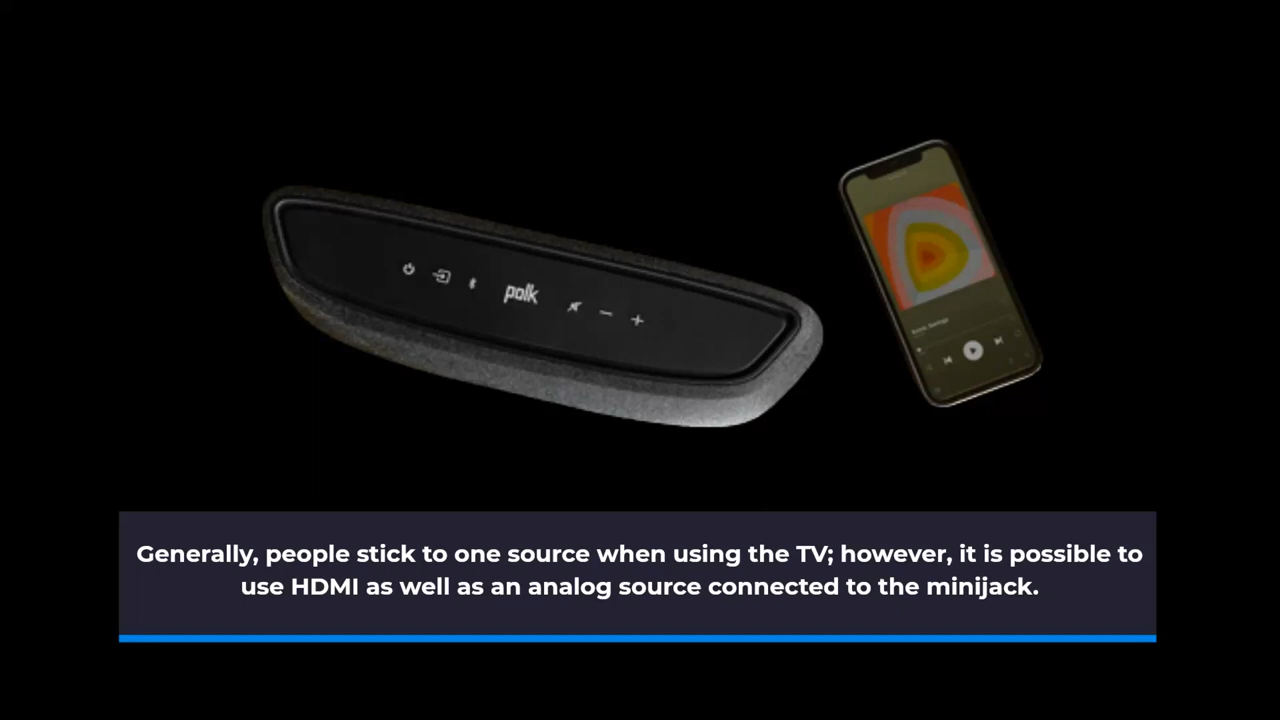 polk
Generally, people stick to one source when using the TV; however, it is possible to
use HDMI as well as an analog source connected to the minijack.